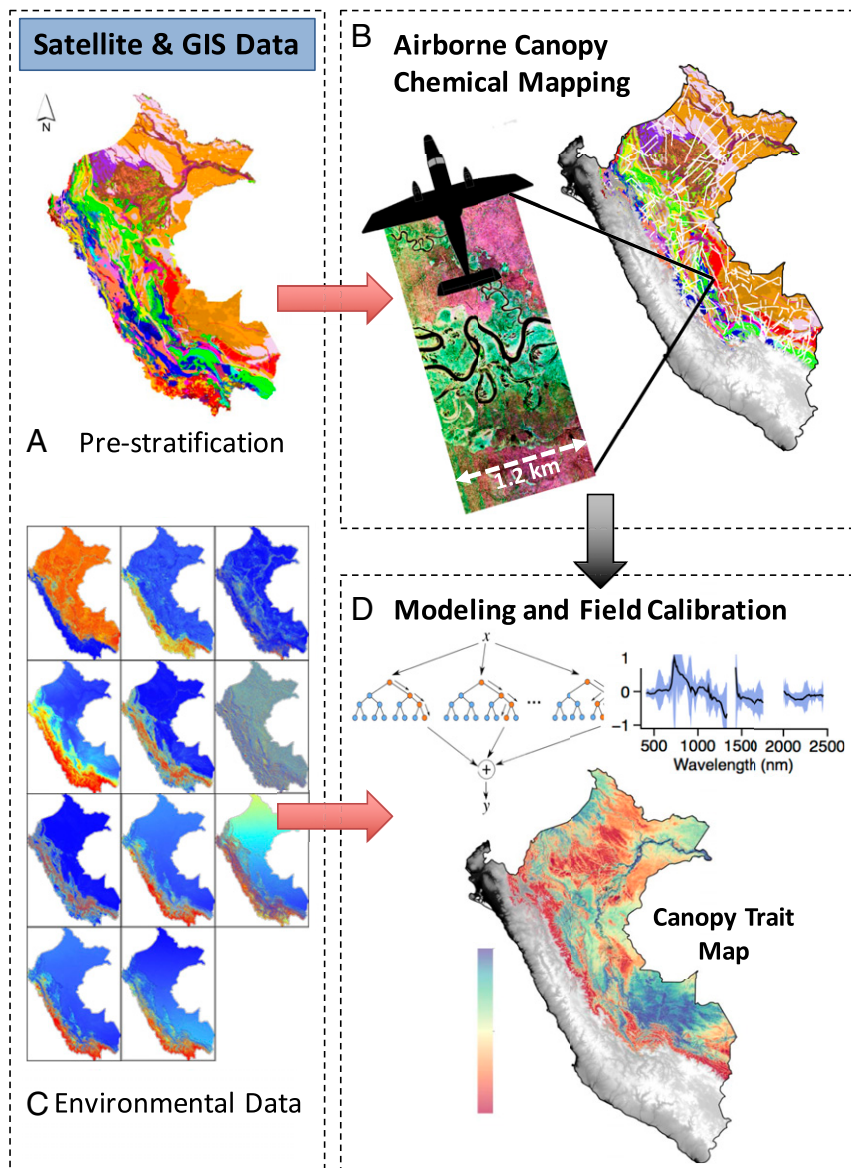 Satellite & GIS Data
N
A Pre-stratification
C Environmental Data
B Airborne Canopy
Chemical Mapping
1.2 km
D Modeling and Field Calibration
x
...
+
y
1
0
−1
500 1000 1500 2000 2500
Wavelength (nm)
Canopy Trait
Map